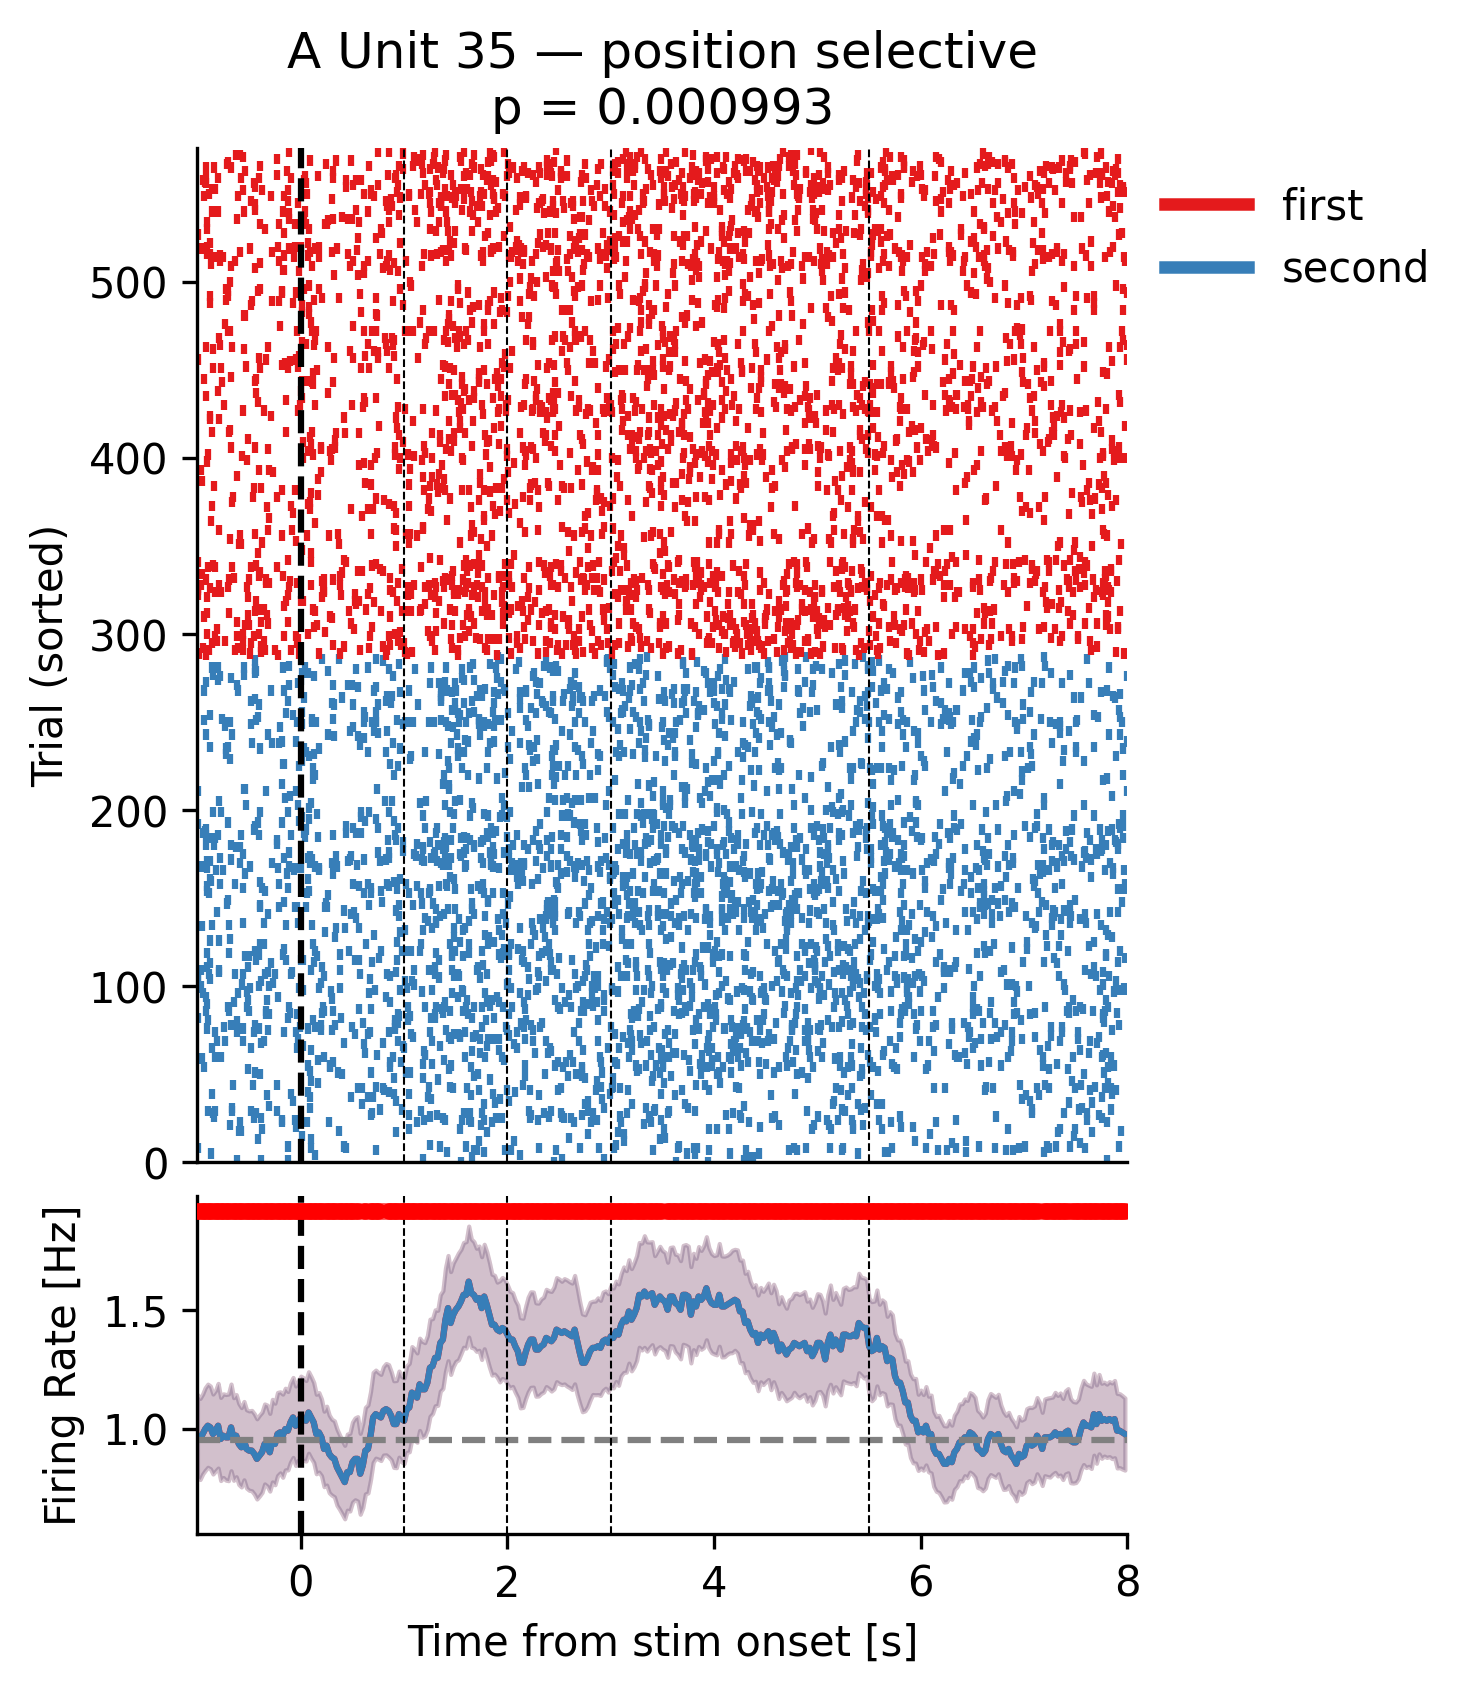 A Unit 35 — position selective
p = 0.000993
first
second
Trial (sorted)
500
400
300
200
100
0
Firing Rate [Hz]
1.5
1.0
0 2 4 6 8
Time from stim onset [s]